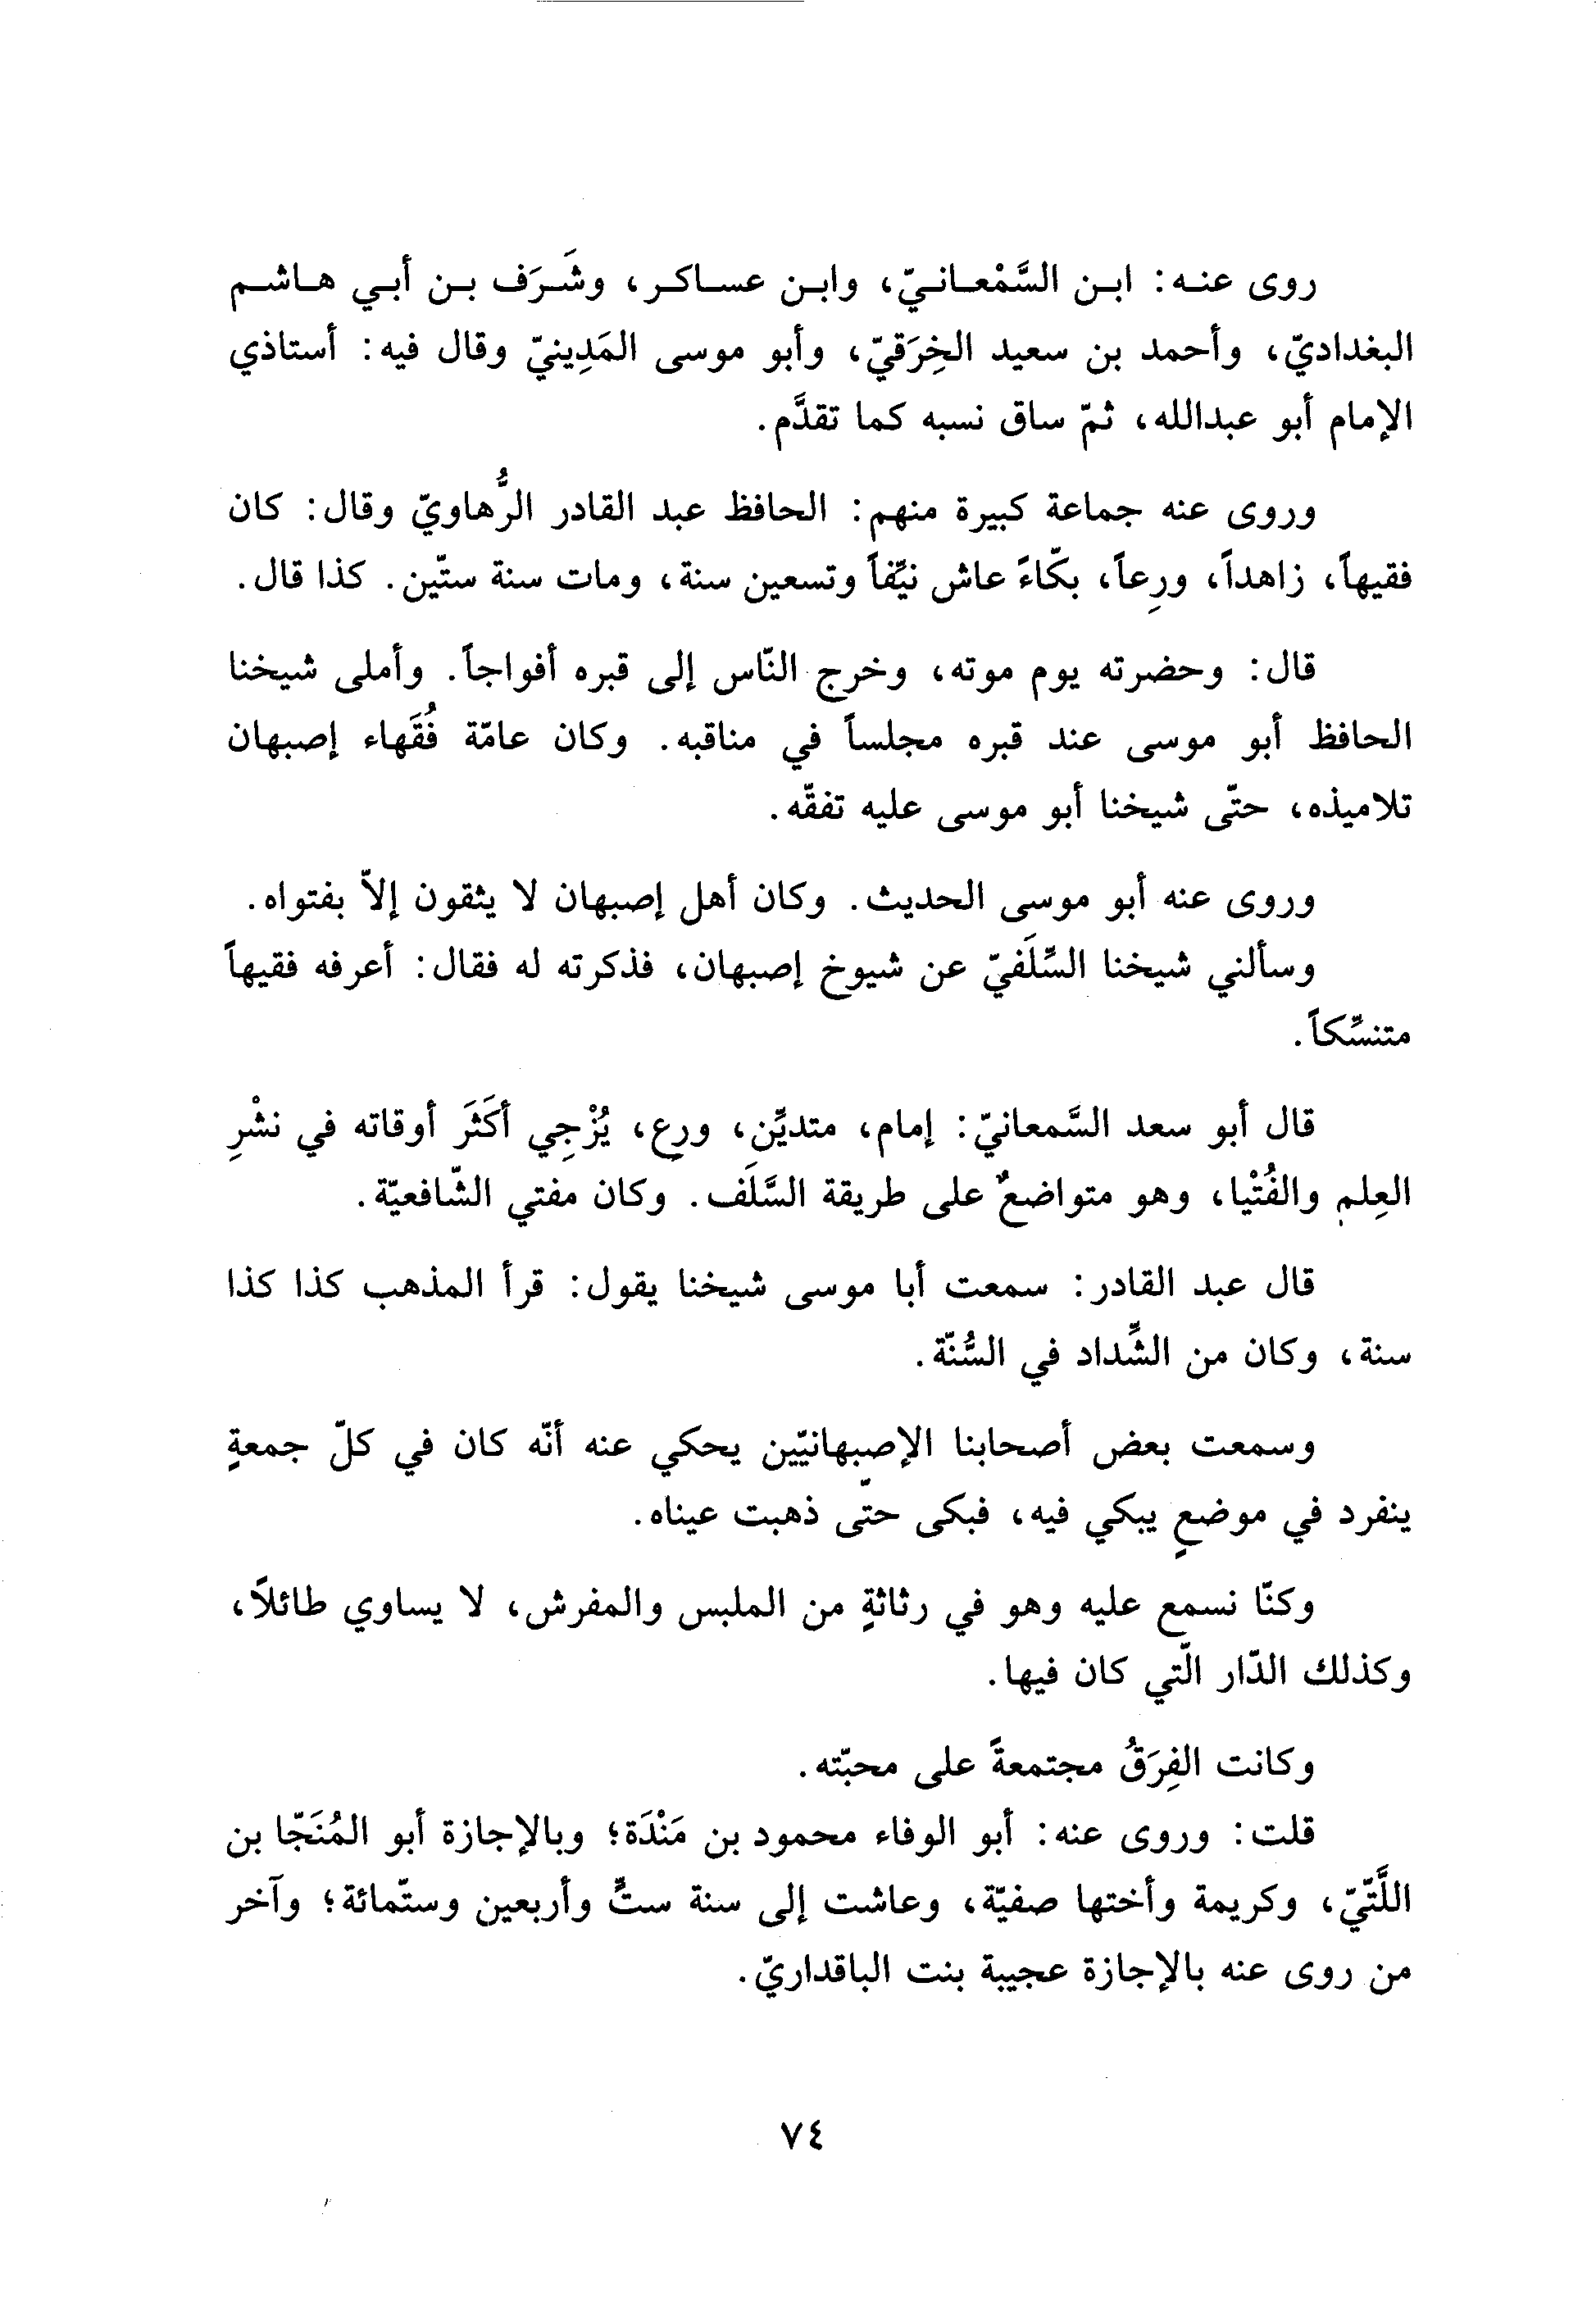 روى عنه: ابن السَّمْعانيّ، وابن عساكر، وشَرَف بن أبي هاشم
البغداديّ، وأحمد بن سعيد الخِرَقيّ، وأبو موسى المَدِينيّ وقال فيه: أستاذي
الإمام أبو عبدالله، ثمّ ساق نسبه كما تقدَّم.
وروى عنه جماعة كبيرة منهم: الحافظ عبد القادر الرُّهاويّ وقال: كان
فقيهاً، زاهداً، ورِعاً، بكّاءً عاش نيِّفاً وتسعين سنة، ومات سنة ستّين. كذا قال.
قال: وحضرته يوم موته، وخرج النّاس إلى قبره أفواجاً. وأملى شيخنا
الحافظ أبو موسى عند قبره مجلساً في مناقبه. وكان عامّة فُقَهاء إصبهان
تلاميذه، حتّى شيخنا أبو موسى عليه تفقّه.
وروى عنه أبو موسى الحديث. وكان أهل إصبهان لا يثقون إلاّ بفتواه.
وسألني شيخنا السِّلَفيّ عن شيوخ إصبهان، فذكرته له فقال: أعرفه فقيهاً
متنسِّكاً.
قال أبو سعد السَّمعانيّ: إمام، متديِّن، ورِع، يُزْجِي أكَثَر أوقاته في نشْرِ
العِلم والفُتْيا، وهو متواضعٌ على طريقة السَّلَف. وكان مفتي الشّافعيّة.
قال عبد القادر: سمعت أبا موسى شيخنا يقول: قرأ المذهب كذا كذا
سنة، وكان من الشِّداد في السُّنّة.
وسمعت بعض أصحابنا الإصبهانيّين يحكي عنه أنّه كان في كلّ جمعةٍ
ينفرد في موضعٍ يبكي فيه، فبكى حتّى ذهبت عيناه.
وكنّا نسمع عليه وهو في رثاثةٍ من الملبس والمفرش، لا يساوي طائلاً،
وكذلك الدّار الّتي كان فيها.
وكانت الفِرَقُ مجتمعةً على محبّته.
قلت: وروى عنه: أبو الوفاء محمود بن مَنْدَة؛ وبالإجازة أبو المُنَجّا بن
اللَّتّيّ، وكريمة وأختها صفيّة، وعاشت إلى سنة ستٍّ وأربعين وستّمائة؛ وآخر
من روى عنه بالإجازة عجيبة بنت الباقداريّ.
٧٤